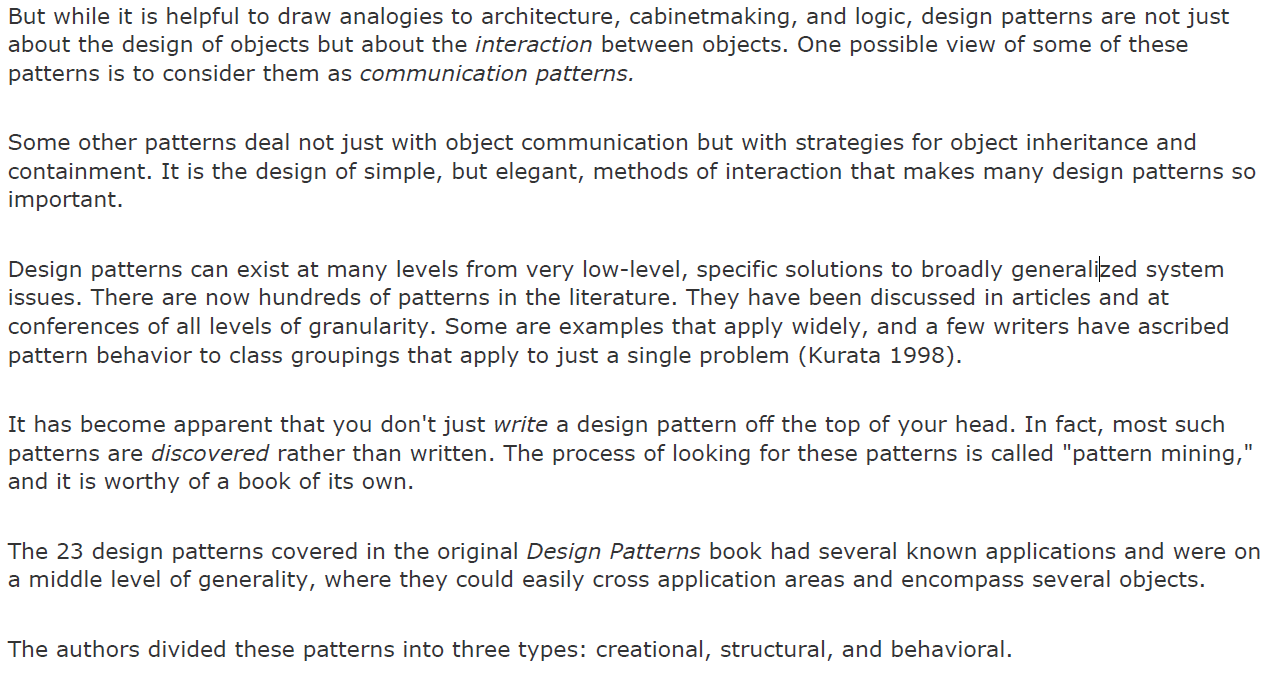 But while it is helpful to draw analogies to architecture, cabinetmaking, and logic, design patterns are not just
about the design of objects but about the interaction between objects. One possible view of some of these
patterns is to consider them as communication patterns.
Some other patterns deal not just with object communication but with strategies for object inheritance and
containment. It is the design of simple, but elegant, methods of interaction that makes many design patterns so
important.
Design patterns can exist at many levels from very low-level, specific solutions to broadly generalized system
issues. There are now hundreds of patterns in the literature. They have been discussed in articles and at
conferences of all levels of granularity. Some are examples that apply widely, and a few writers have ascribed
pattern behavior to class groupings that apply to just a single problem (Kurata 1998).
It has become apparent that you don't just write a design pattern off the top of your head. In fact, most such
patterns are discovered rather than written. The process of looking for these patterns is called "pattern mining,"
and it is worthy of a book of its own.
The 23 design patterns covered in the original Design Patterns book had several known applications and were on
a middle level of generality, where they could easily cross application areas and encompass several objects.
The authors divided these patterns into three types: creational, structural, and behavioral.